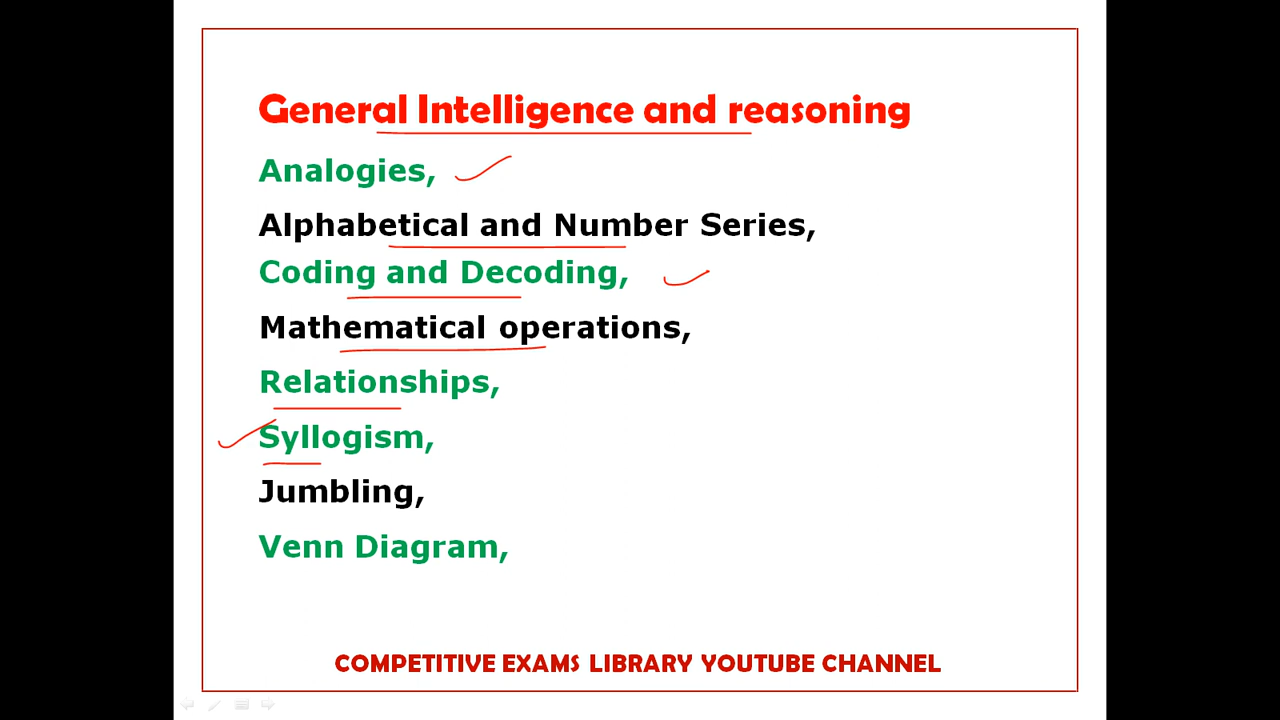 General Intelligence and reasoning
Analogies,
Alphabetical and Number Series,
Coding and Decoding,
Mathematical operations,
Relationships,
Syllogism,
Jumbling,
Venn Diagram,
COMPETITIVE EXAMS LIBRARY YOUTUBE CHANNEL